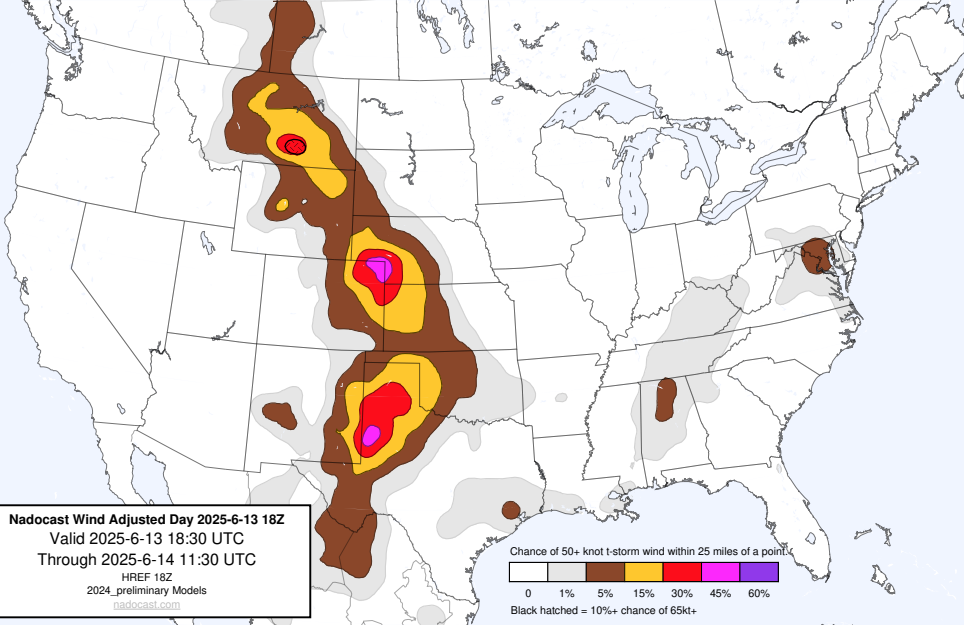 Nadocast Wind Adjusted Day 2025-6-13 18Z
Valid 2025-6-13 18:30 UTC
Through 2025-6-14 11:30 UTC
HREF 18Z
2024_preliminary Models
nadocast.com
Chance of 50+ knot t-storm wind within 25 miles of a point.
0 1% 5% 15% 30% 45% 60%
Black hatched = 10%+ chance of 65kt+